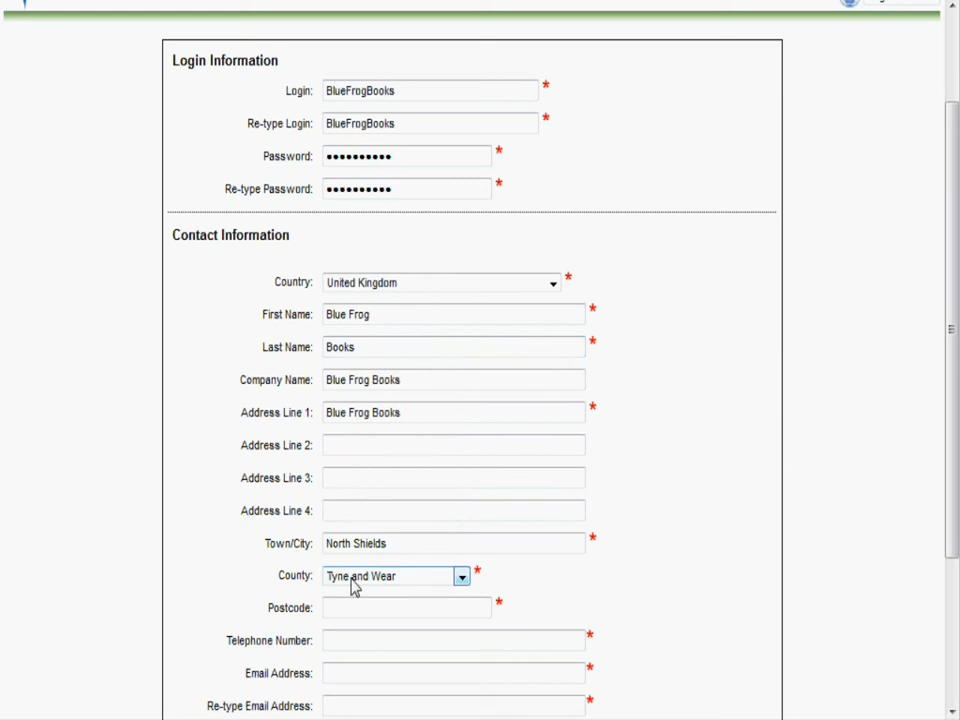 Login Information
Login: BlueFrogBooks *
Re-type Login: BlueFrogBooks *
Password: •••••••••• *
Re-type Password: •••••••••• *
Contact Information
Country: United Kingdom *
First Name: Blue Frog *
Last Name: Books *
Company Name: Blue Frog Books
Address Line 1: Blue Frog Books *
Address Line 2:
Address Line 3:
Address Line 4:
Town/City: North Shields *
County: Tyne and Wear *
Postcode: *
Telephone Number: *
Email Address: *
Re-type Email Address: *